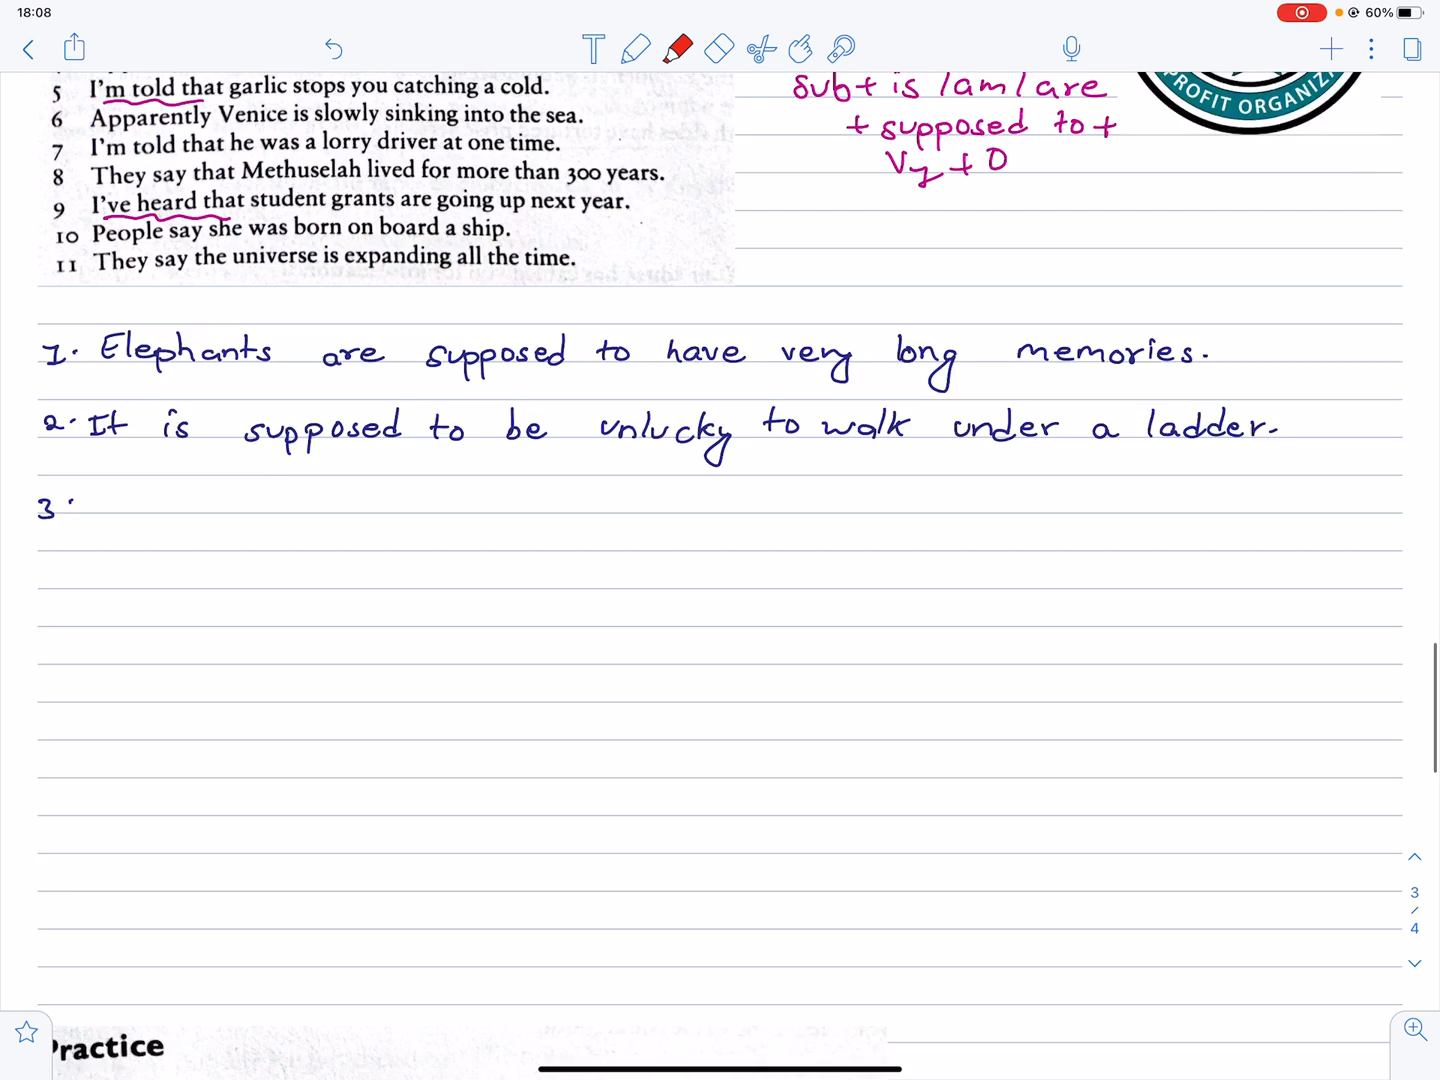 18:08
60%
5 I'm told that garlic stops you catching a cold.
6 Apparently Venice is slowly sinking into the sea.
7 I'm told that he was a lorry driver at one time.
8 They say that Methuselah lived for more than 300 years.
9 I've heard that student grants are going up next year.
10 People say she was born on board a ship.
11 They say the universe is expanding all the time.
Sub + is / am / are
+ supposed to +
V1 + O
PROFIT ORGANIZ
1. Elephants are supposed to have very long memories.
2. It is supposed to be unlucky to walk under a ladder.
3.
3
/
4
Practice